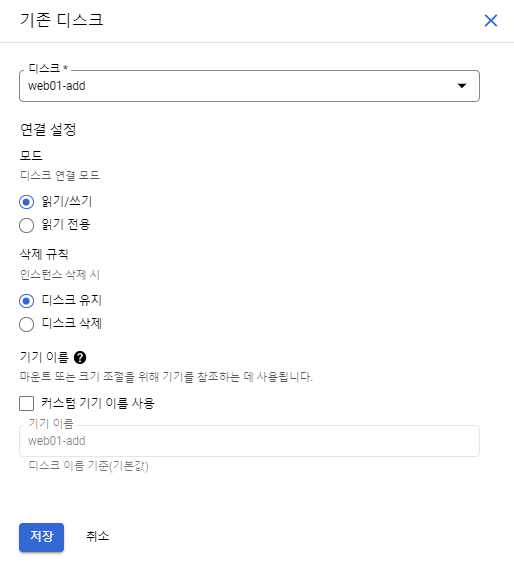 기존 디스크
디스크 *
web01-add
연결 설정
모드
디스크 연결 모드
읽기/쓰기
읽기 전용
삭제 규칙
인스턴스 삭제 시
디스크 유지
디스크 삭제
기기 이름 ?
마운트 또는 크기 조절을 위해 기기를 참조하는 데 사용됩니다.
커스텀 기기 이름 사용
기기 이름
web01-add
디스크 이름 기준(기본값)
저장 취소